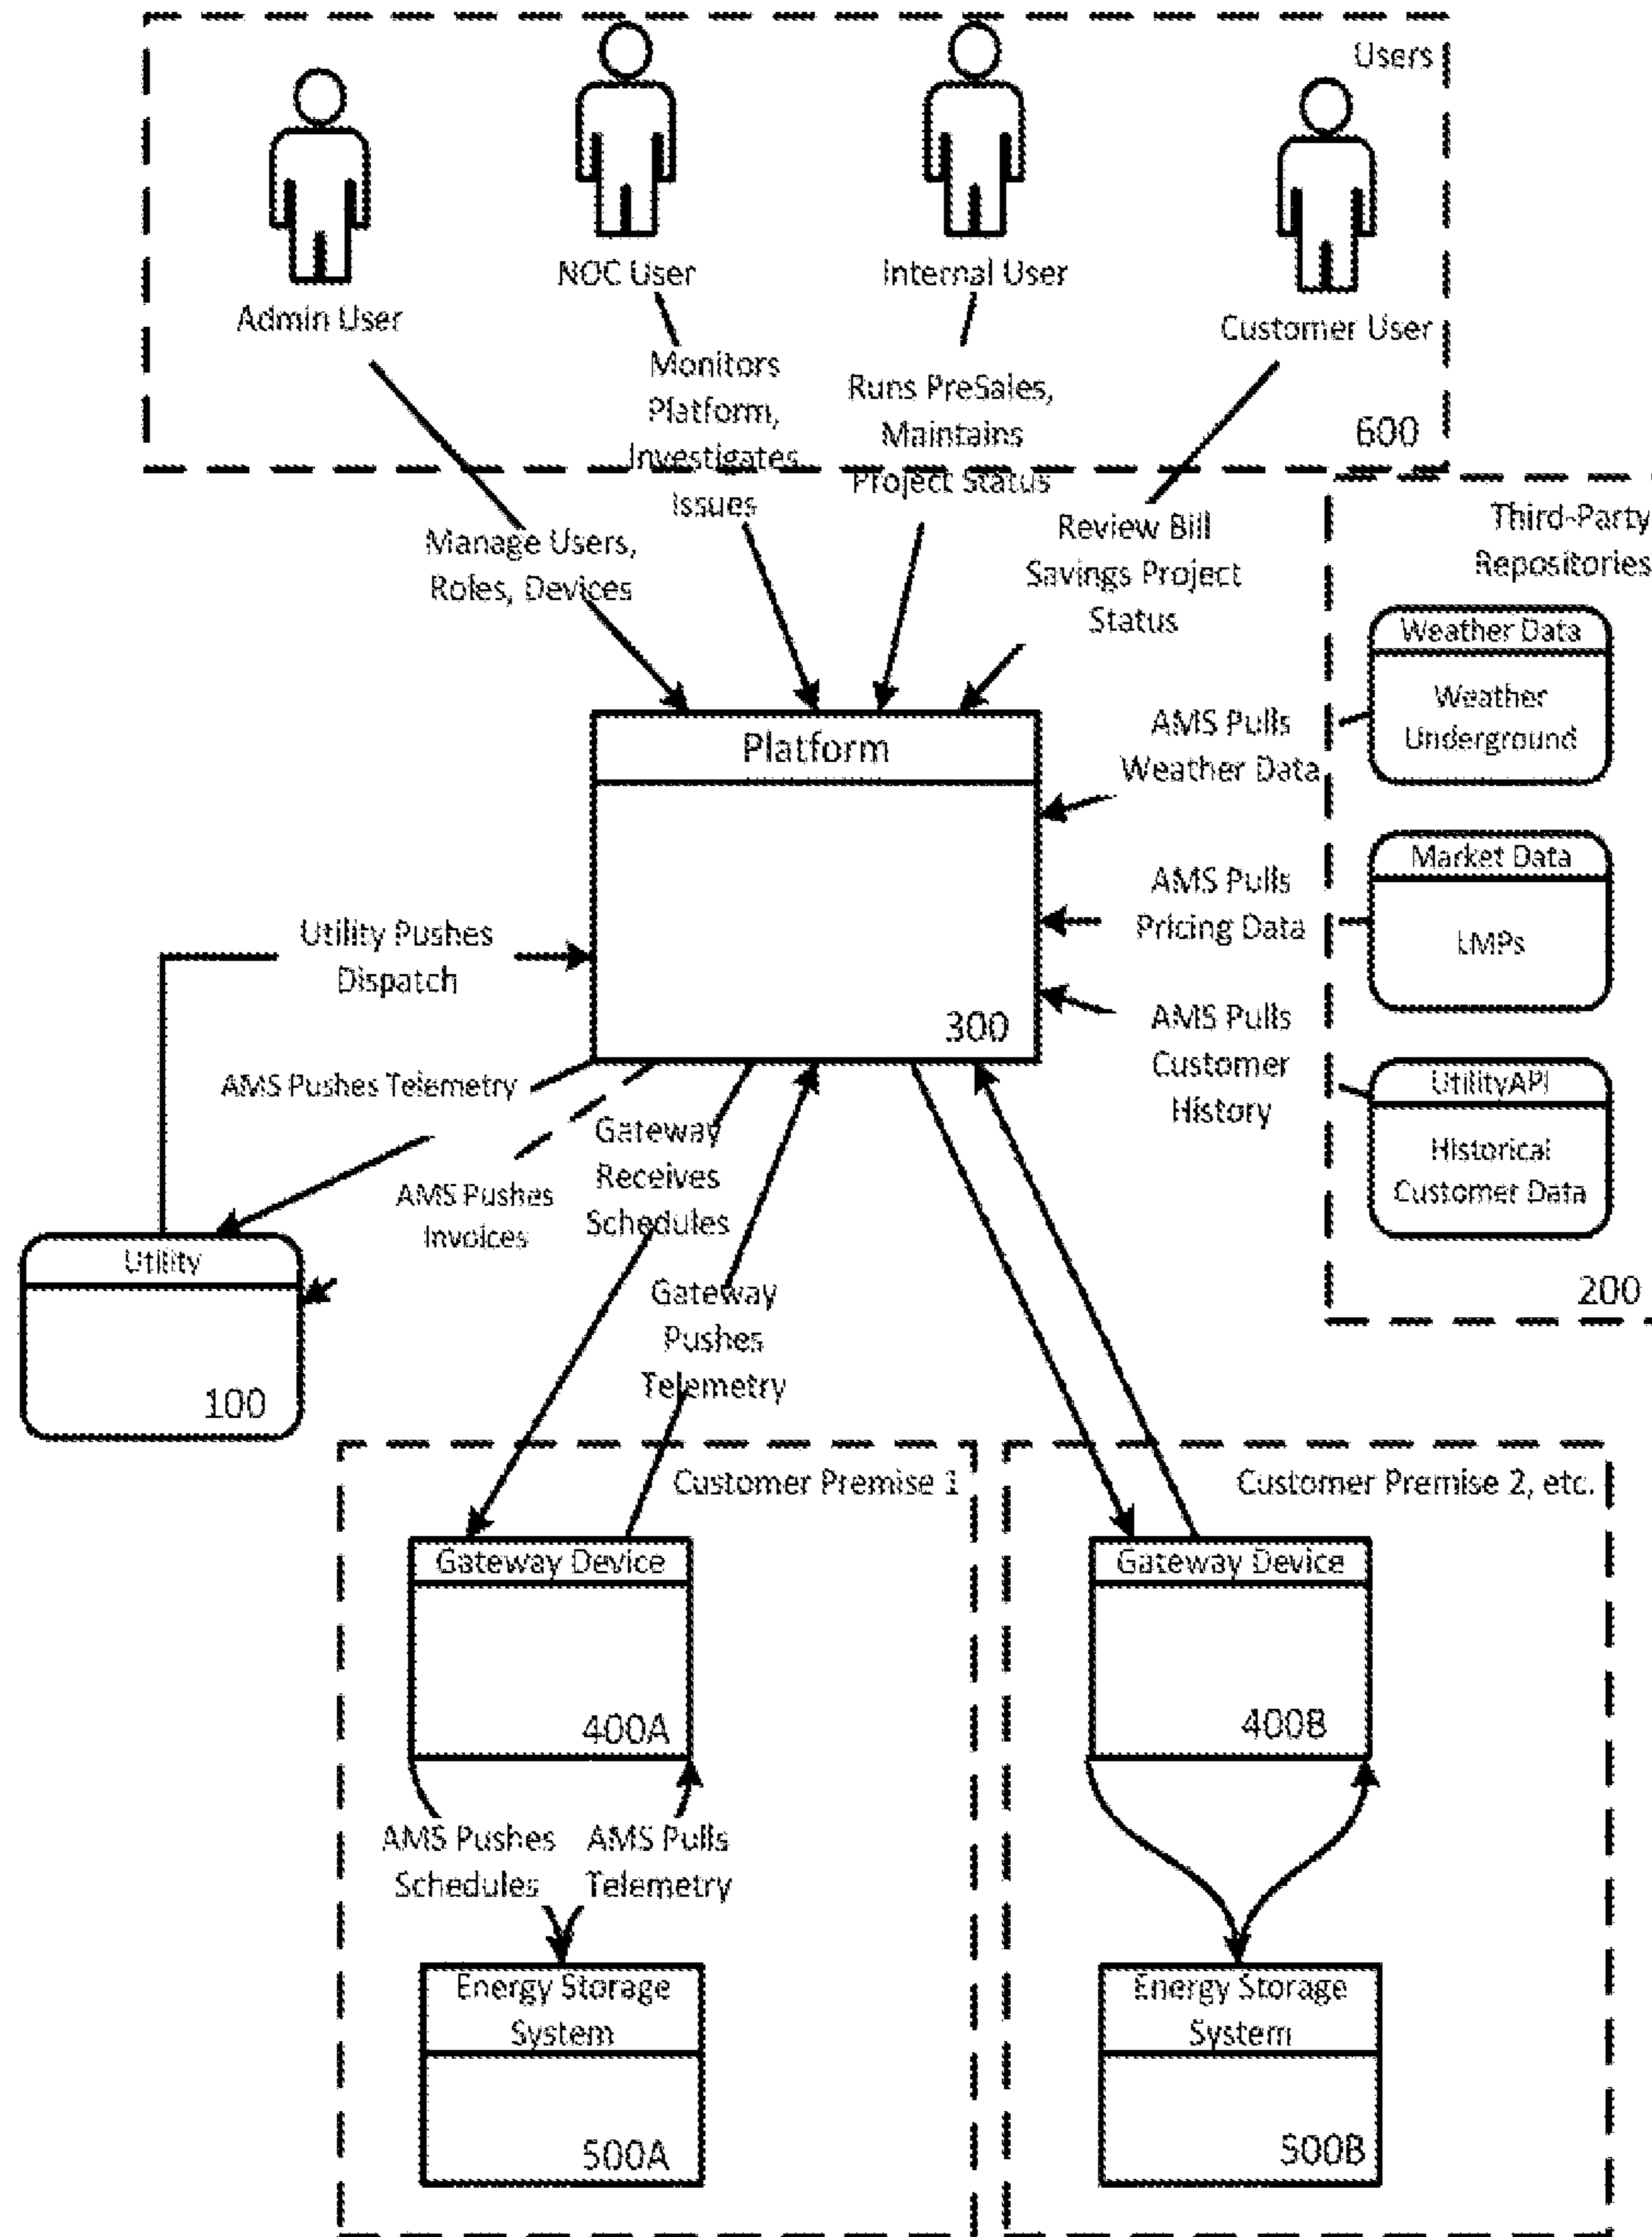 Users
Admin User
NOC User
Internal User
Customer User
Monitors
Platform,
Investigates
Issues
Runs PreSales,
Maintains
Project Status
600
Manage Users,
Roles, Devices
Review Bill
Savings Project
Status
Third-Party
Repositories
Weather Data
Weather
Underground
AMS Pulls
Weather Data
Platform
300
Market Data
LMPs
AMS Pulls
Pricing Data
Utility Pushes
Dispatch
AMS Pulls
Customer
History
UtilityAPI
Historical
Customer Data
200
AMS Pushes Telemetry
AMS Pushes
Invoices
Gateway
Receives
Schedules
Gateway
Pushes
Telemetry
Utility
100
Customer Premise 1
Gateway Device
400A
AMS Pushes
Schedules
AMS Pulls
Telemetry
Energy Storage
System
500A
Customer Premise 2, etc.
Gateway Device
400B
Energy Storage
System
500B